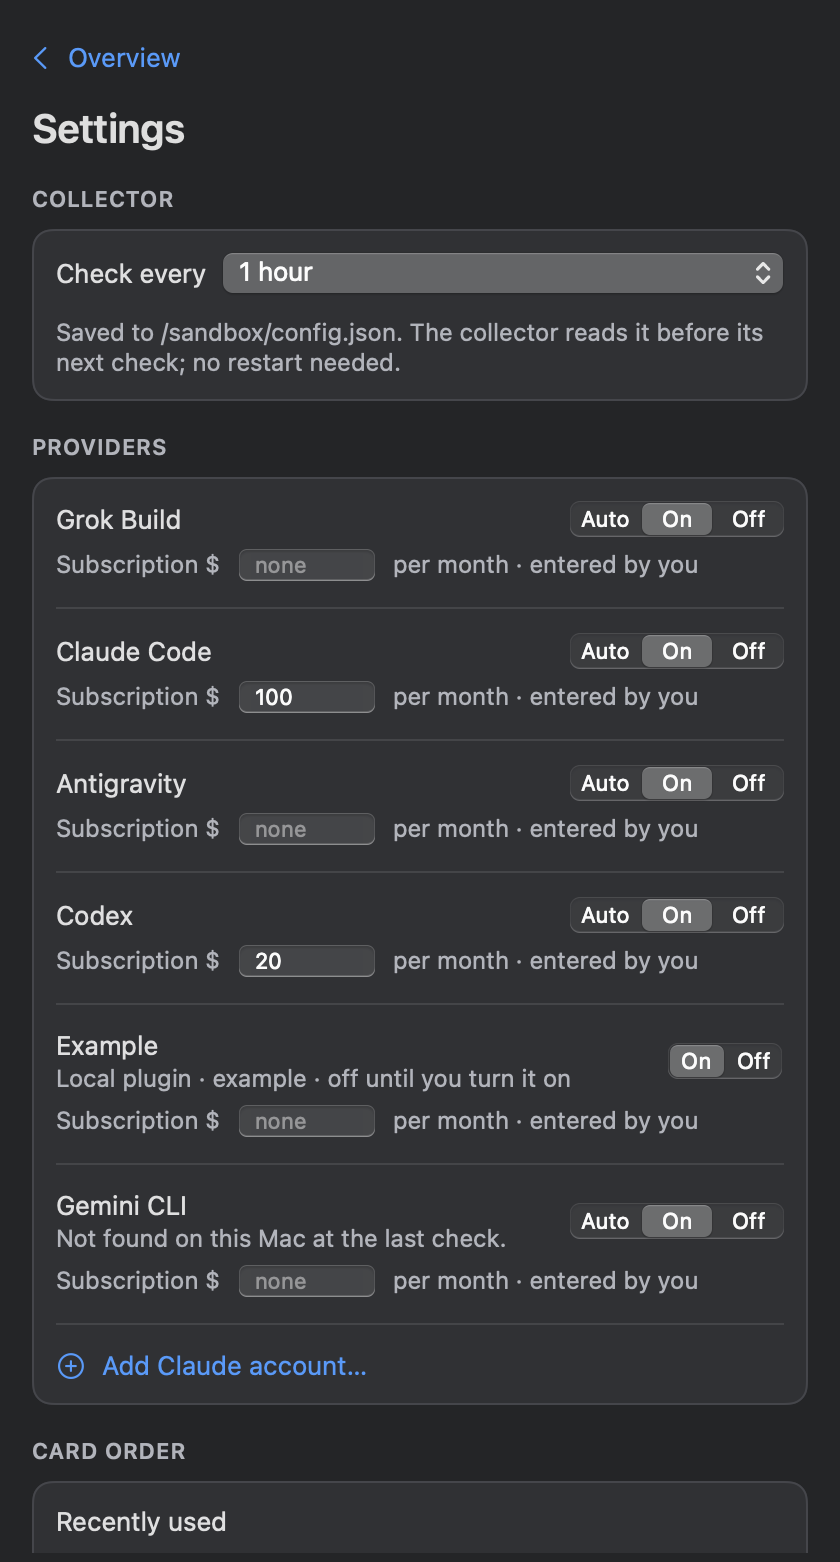 Overview
Settings
COLLECTOR
Check every 1 hour
Saved to /sandbox/config.json. The collector reads it before its
next check; no restart needed.
PROVIDERS
Grok Build Auto On Off
Subscription $ none per month · entered by you
Claude Code Auto On Off
Subscription $ 100 per month · entered by you
Antigravity Auto On Off
Subscription $ none per month · entered by you
Codex Auto On Off
Subscription $ 20 per month · entered by you
Example On Off
Local plugin · example · off until you turn it on
Subscription $ none per month · entered by you
Gemini CLI Auto On Off
Not found on this Mac at the last check.
Subscription $ none per month · entered by you
Add Claude account...
CARD ORDER
Recently used